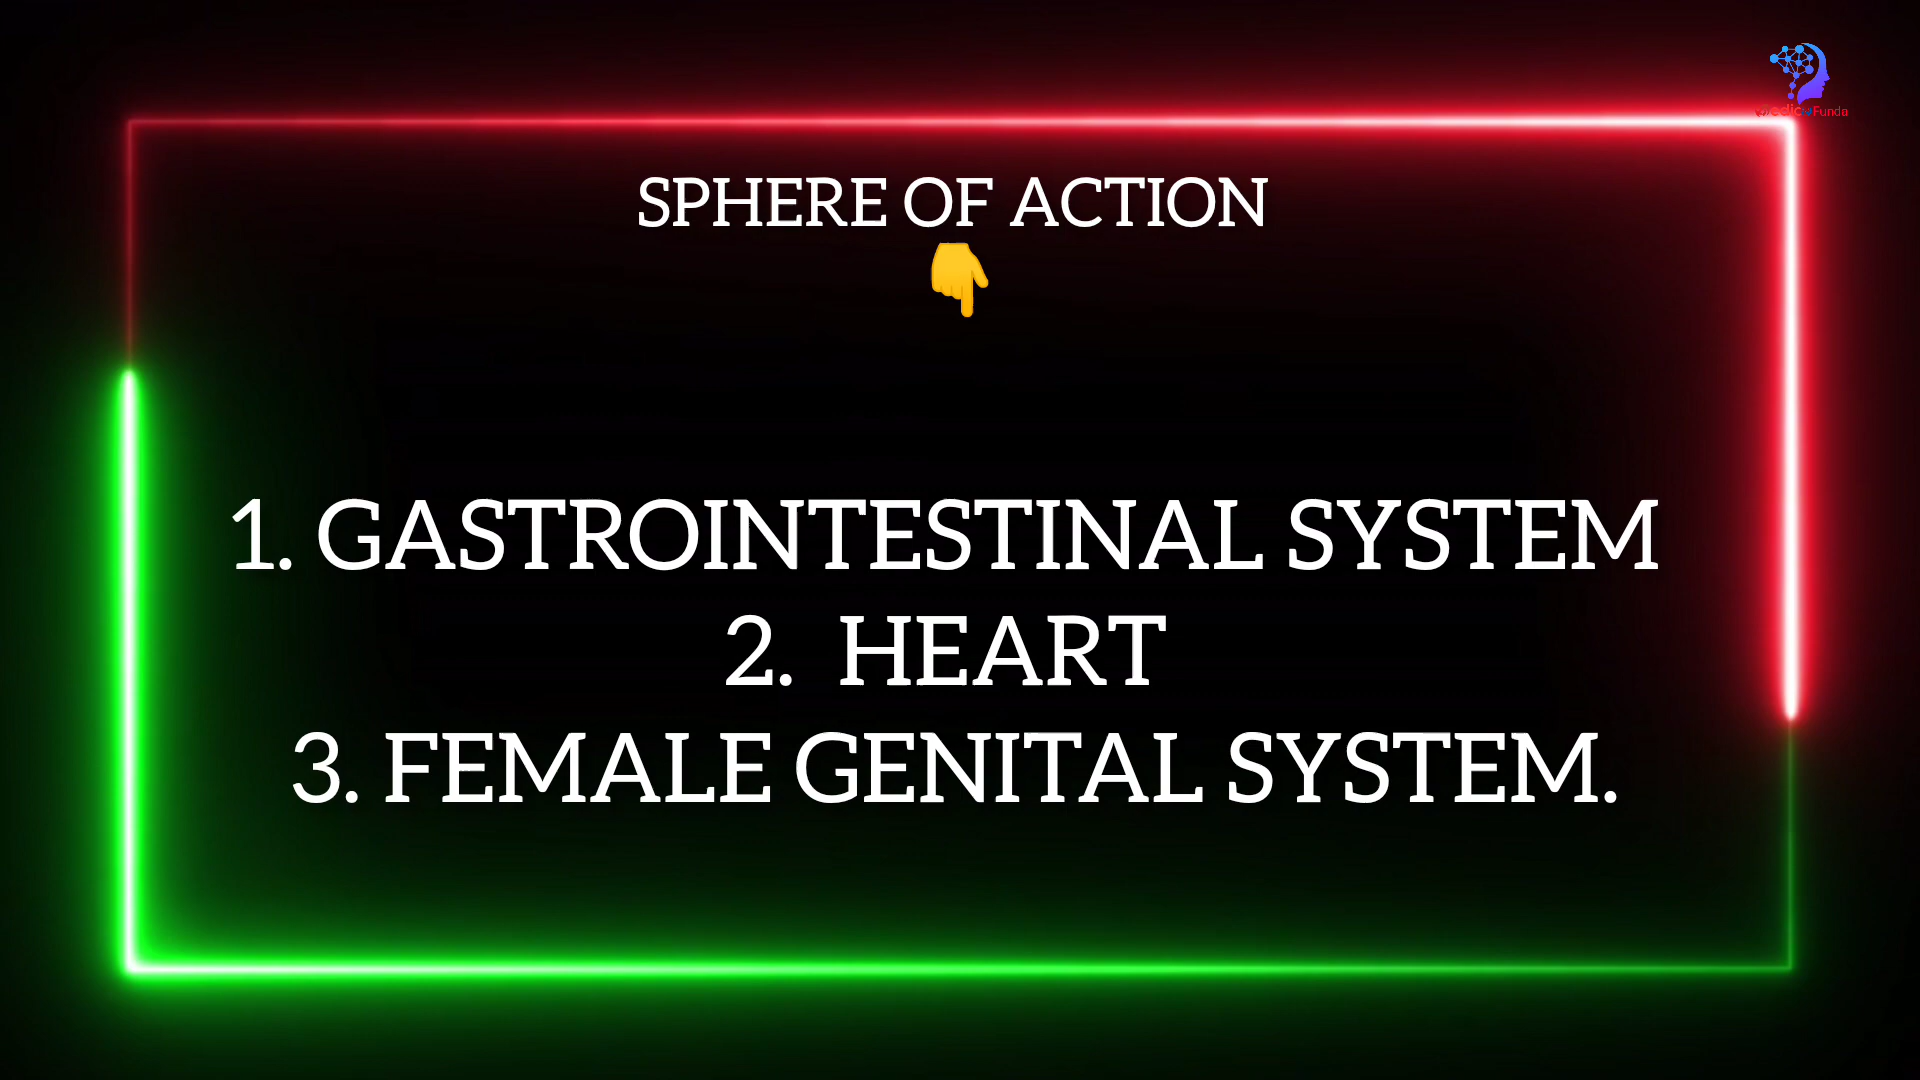 SPHERE OF ACTION
👇
1. GASTROINTESTINAL SYSTEM
2. HEART
3. FEMALE GENITAL SYSTEM.